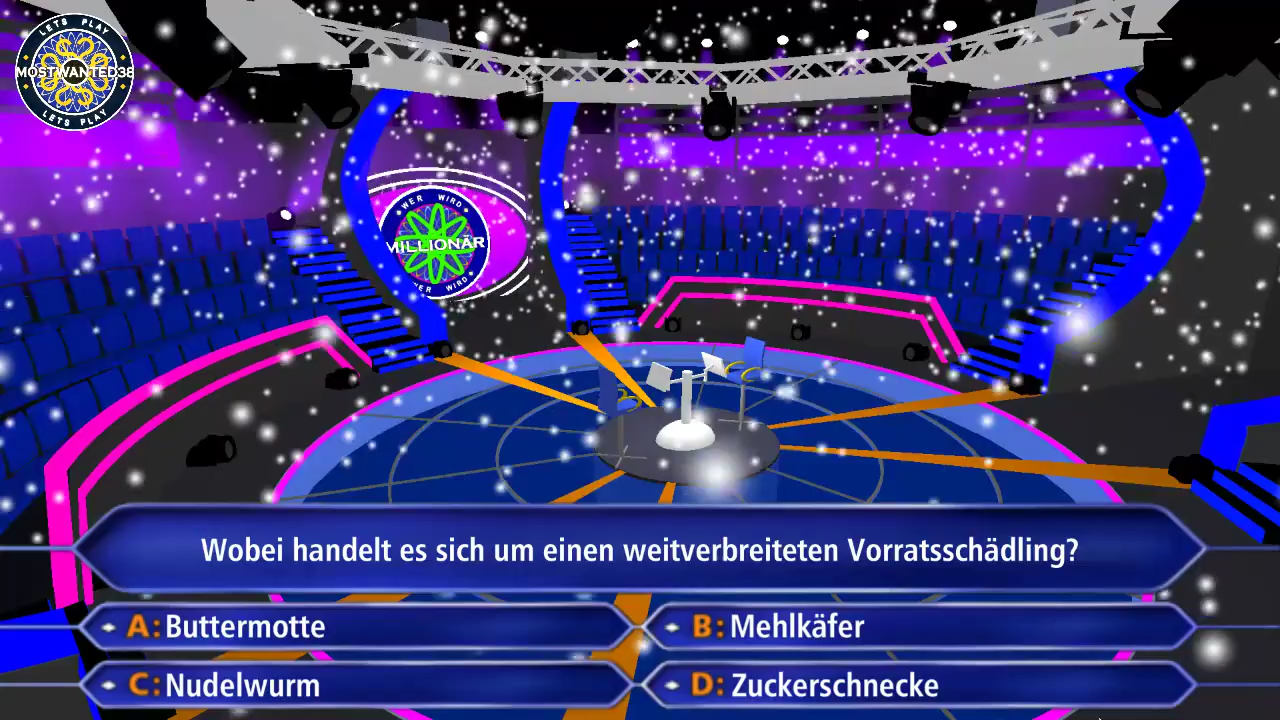 LETS PLAY
MOSTWANTED38
LETS PLAY
WER WIRD
MILLIONÄR
WER WIRD
Wobei handelt es sich um einen weitverbreiteten Vorratsschädling?
A: Buttermotte
B: Mehlkäfer
C: Nudelwurm
D: Zuckerschnecke